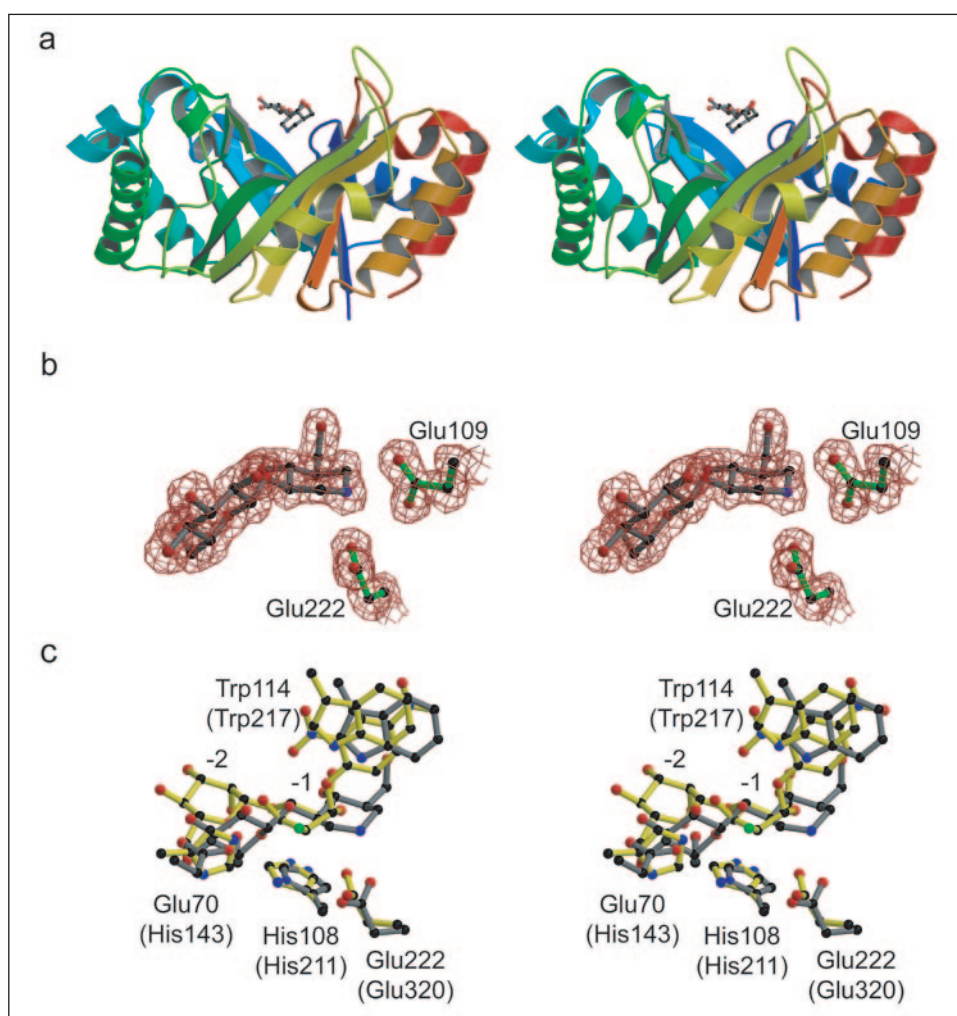 a
b
Glu109 Glu109
Glu222 Glu222
c
Trp114 Trp114
(Trp217) (Trp217)
-2 -1 -2 -1
Glu70 Glu70
(His143) (His143)
His108 His108
(His211) (His211)
Glu222 Glu222
(Glu320) (Glu320)